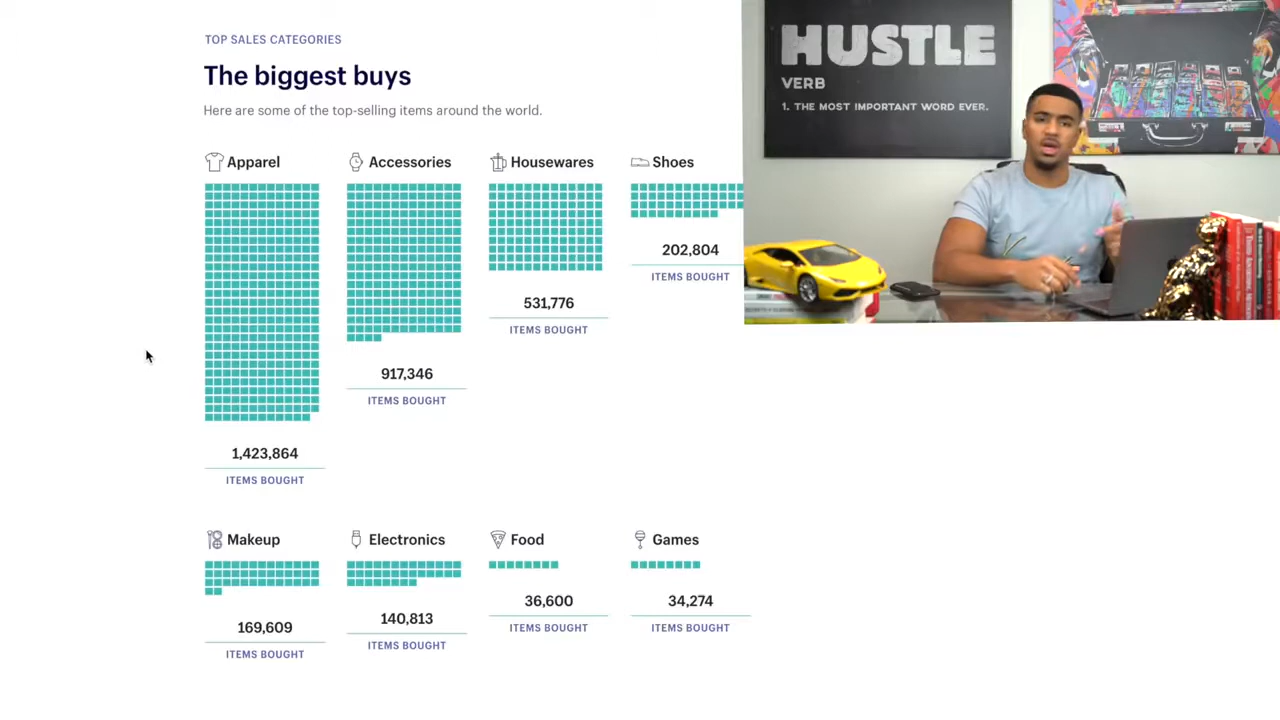 TOP SALES CATEGORIES
The biggest buys
Here are some of the top-selling items around the world.
Apparel
1,423,864
ITEMS BOUGHT
Accessories
917,346
ITEMS BOUGHT
Housewares
531,776
ITEMS BOUGHT
Shoes
202,804
ITEMS BOUGHT
Makeup
169,609
ITEMS BOUGHT
Electronics
140,813
ITEMS BOUGHT
Food
36,600
ITEMS BOUGHT
Games
34,274
ITEMS BOUGHT
HUSTLE
VERB
1. THE MOST IMPORTANT WORD EVER.